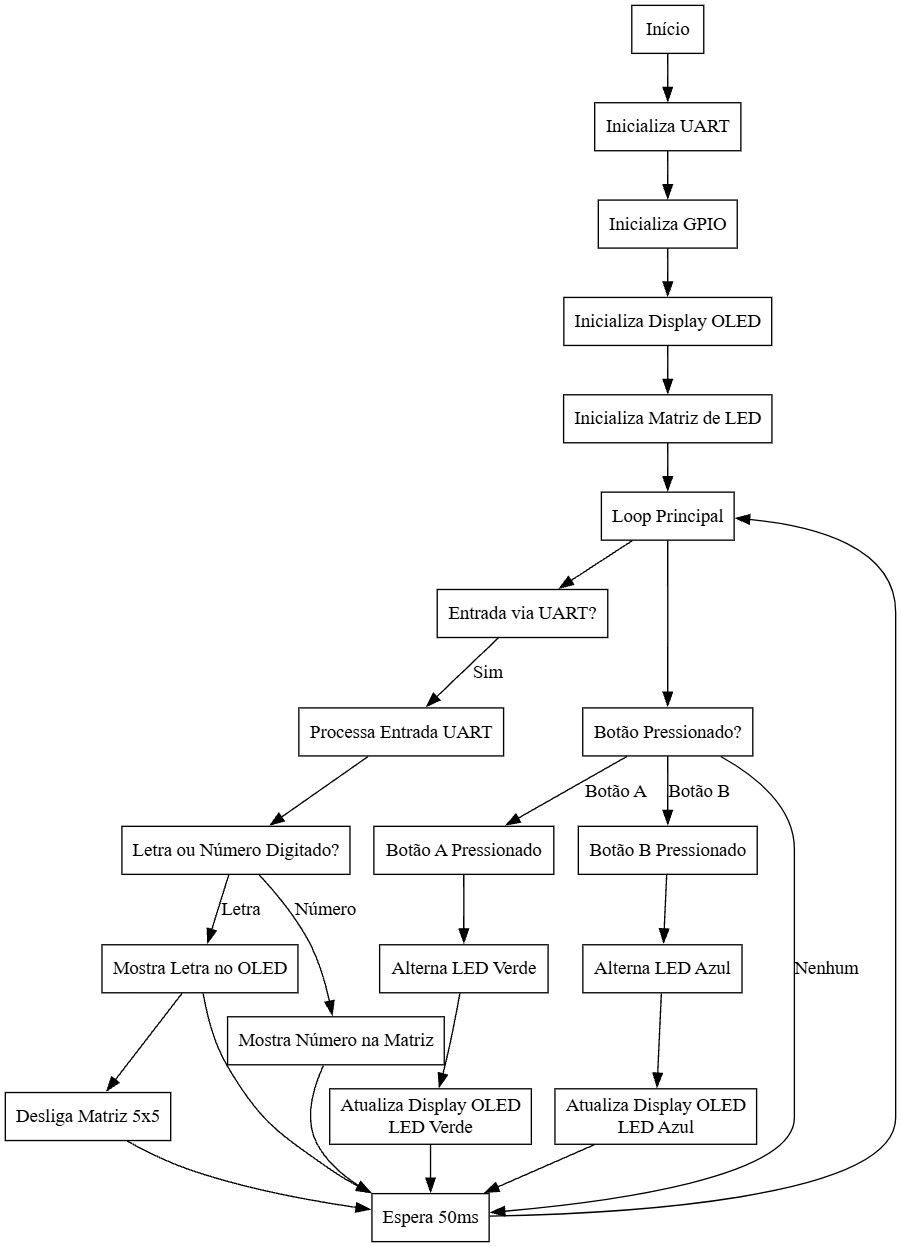 Início
Inicializa UART
Inicializa GPIO
Inicializa Display OLED
Inicializa Matriz de LED
Loop Principal
Entrada via UART?
Sim
Processa Entrada UART
Botão Pressionado?
Botão A
Botão B
Letra ou Número Digitado?
Botão A Pressionado
Botão B Pressionado
Letra
Número
Mostra Letra no OLED
Alterna LED Verde
Alterna LED Azul
Nenhum
Mostra Número na Matriz
Desliga Matriz 5x5
Atualiza Display OLED
LED Verde
Atualiza Display OLED
LED Azul
Espera 50ms